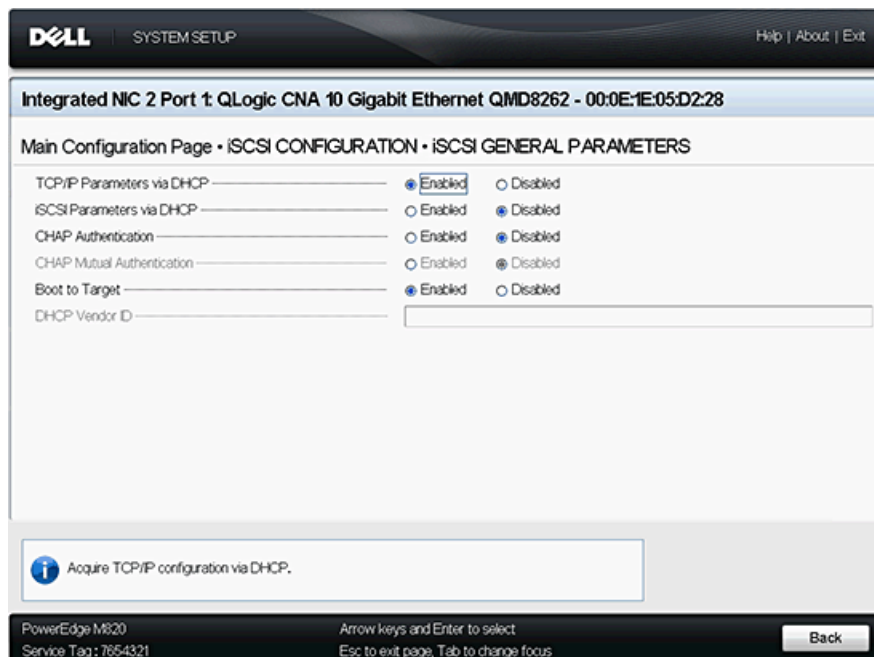 DELL SYSTEM SETUP Help | About | Exit
Integrated NIC 2 Port 1: QLogic CNA 10 Gigabit Ethernet QMD8262 - 00:0E:1E:05:D2:28
Main Configuration Page • iSCSI CONFIGURATION • iSCSI GENERAL PARAMETERS
TCP/IP Parameters via DHCP Enabled Disabled
iSCSI Parameters via DHCP Enabled Disabled
CHAP Authentication Enabled Disabled
CHAP Mutual Authentication Enabled Disabled
Boot to Target Enabled Disabled
DHCP Vendor ID
Acquire TCP/IP configuration via DHCP.
PowerEdge M820 Arrow keys and Enter to select
Service Tag : 7654321 Esc to exit page, Tab to change focus
Back